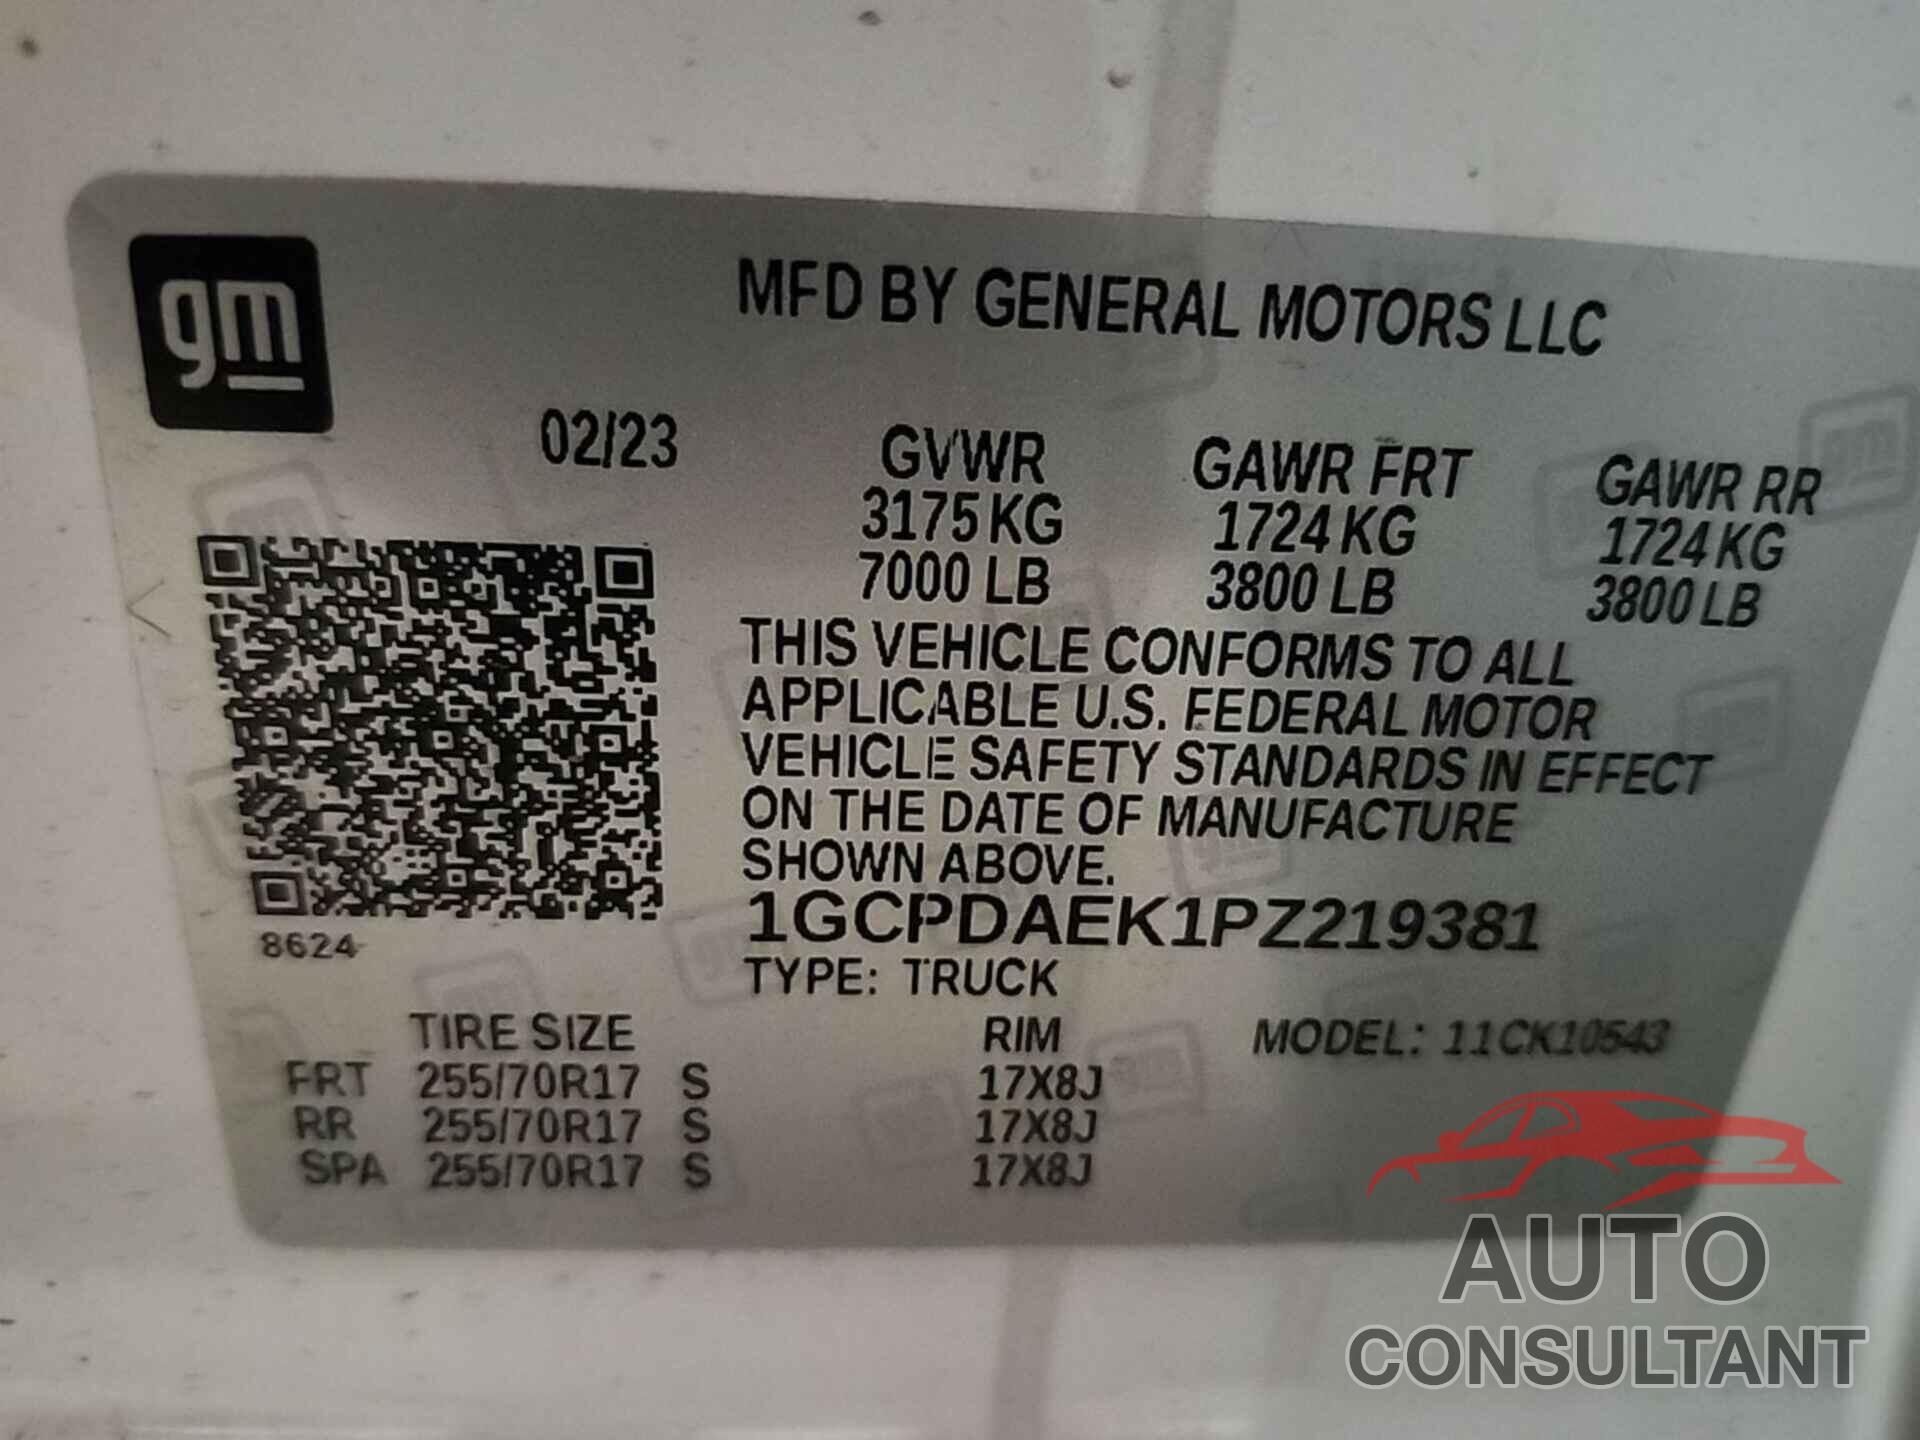 gm
MFD BY GENERAL MOTORS LLC
02/23 GVWR GAWR FRT GAWR RR
3175 KG 1724 KG 1724 KG
7000 LB 3800 LB 3800 LB
THIS VEHICLE CONFORMS TO ALL
APPLICABLE U.S. FEDERAL MOTOR
VEHICLE SAFETY STANDARDS IN EFFECT
ON THE DATE OF MANUFACTURE
SHOWN ABOVE.
1GCPDAEK1PZ219381
8624
TYPE: TRUCK
TIRE SIZE RIM MODEL: 11CK10543
FRT 255/70R17 S 17X8J
RR 255/70R17 S 17X8J
SPA 255/70R17 S 17X8J
AUTO
CONSULTANT